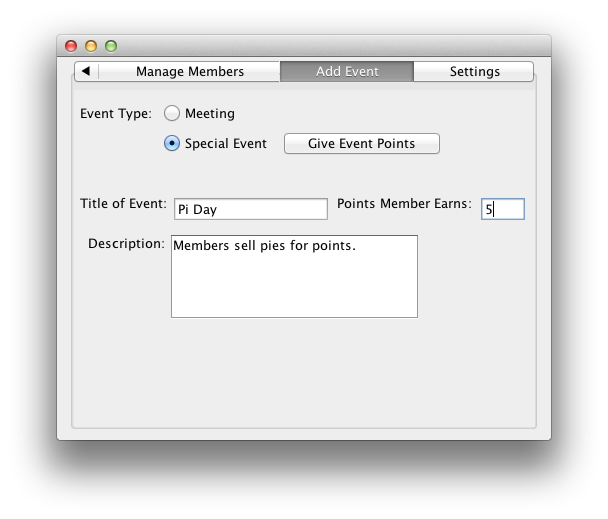 Manage Members Add Event Settings
Event Type: Meeting
Special Event Give Event Points
Title of Event: Pi Day Points Member Earns: 5
Description: Members sell pies for points.